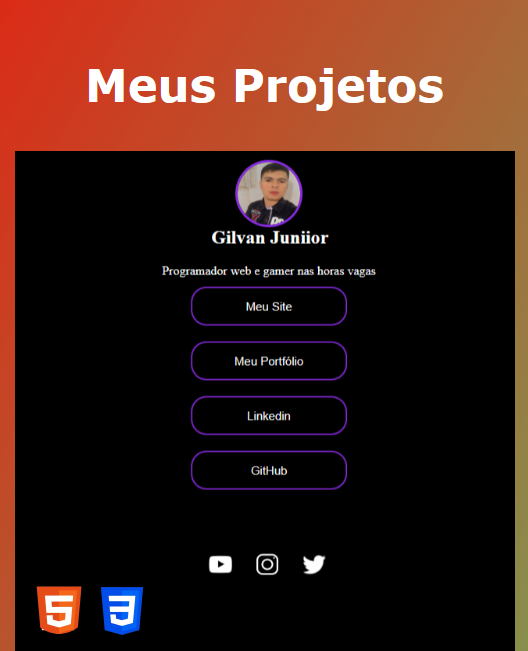 Meus Projetos
Gilvan Juniior
Programador web e gamer nas horas vagas
Meu Site
Meu Portfólio
Linkedin
GitHub
5
3